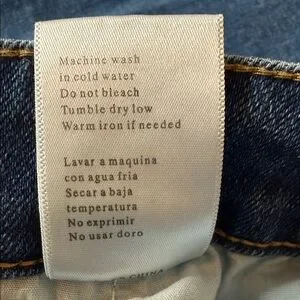 Machine wash
in cold water
Do not bleach
Tumble dry low
Warm iron if needed
Lavar a maquina
con agua fria
Secar a baja
temperatura
No exprimir
No usar doro
CHINA